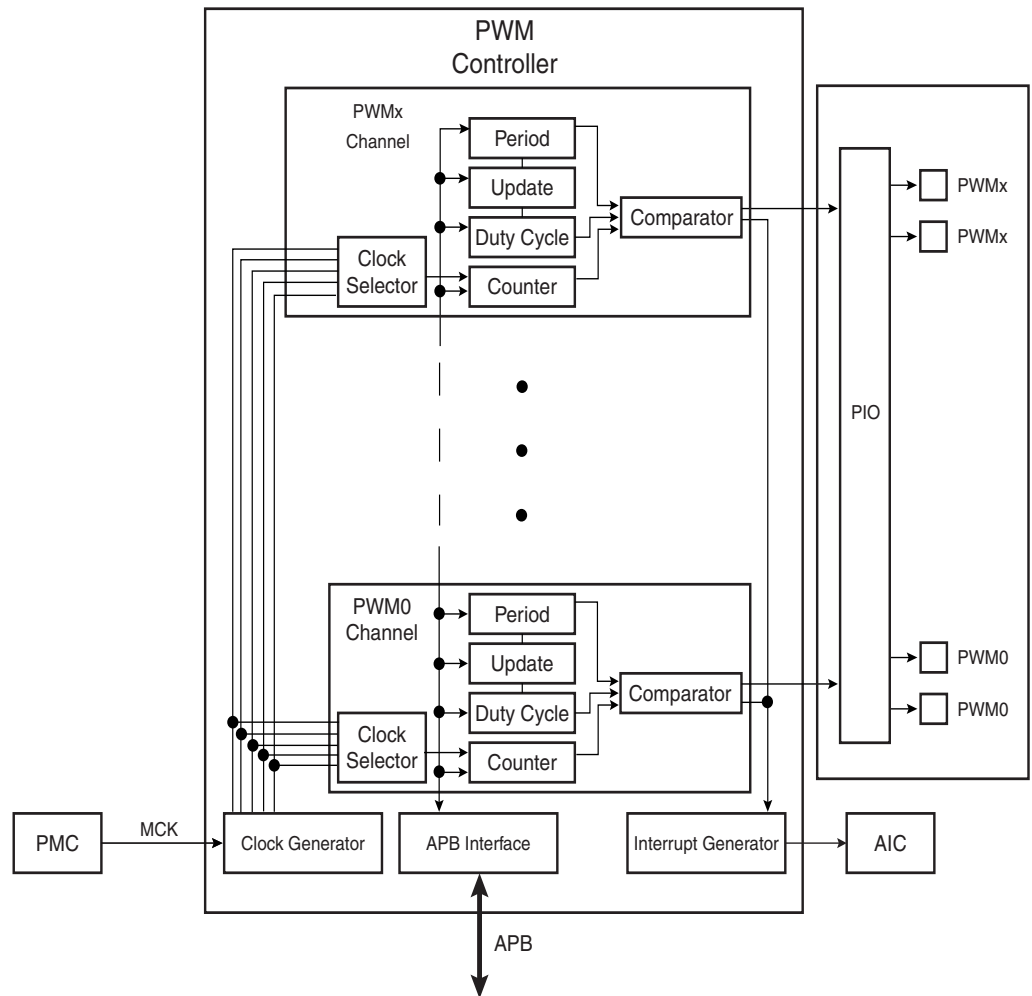 PWM
Controller
PWMx
Channel
Period
Update
Duty Cycle
Comparator
Clock
Selector
Counter
PIO
PWMx
PWMx
PWM0
Channel
Period
Update
Duty Cycle
Comparator
Clock
Selector
Counter
PWM0
PWM0
PMC
MCK
Clock Generator
APB Interface
Interrupt Generator
AIC
APB